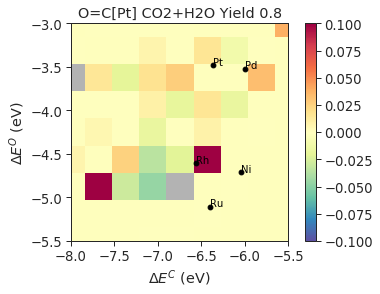 O=C[Pt] CO2+H2O Yield 0.8
ΔE^O (eV)
−3.0
−3.5
−4.0
−4.5
−5.0
−5.5
Pt
Pd
Rh
Ni
Ru
−8.0 −7.5 −7.0 −6.5 −6.0 −5.5
ΔE^C (eV)
0.100
0.075
0.050
0.025
0.000
−0.025
−0.050
−0.075
−0.100